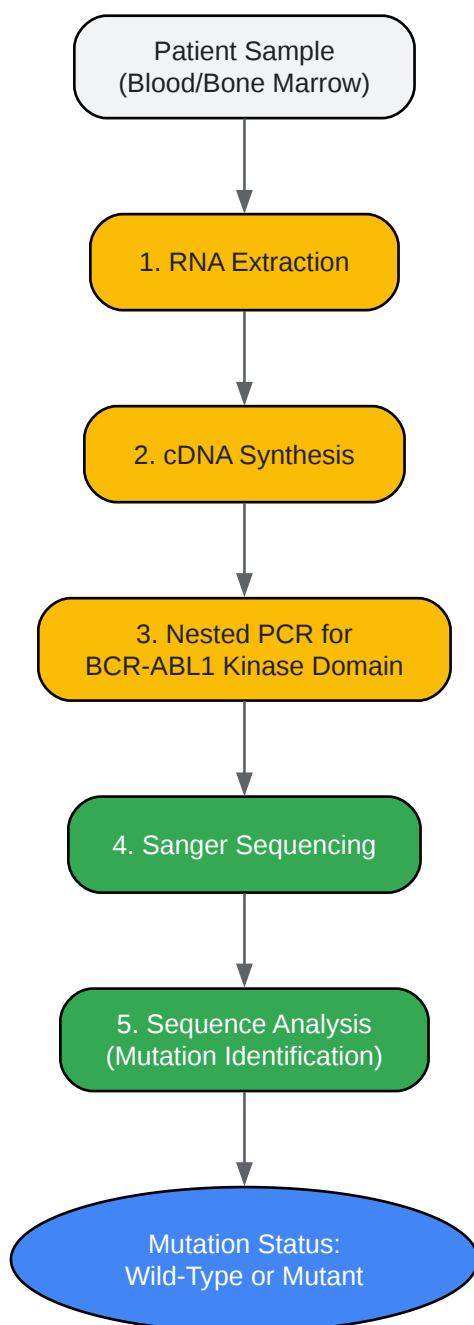 Patient Sample
(Blood/Bone Marrow)
1. RNA Extraction
2. cDNA Synthesis
3. Nested PCR for
BCR-ABL1 Kinase Domain
4. Sanger Sequencing
5. Sequence Analysis
(Mutation Identification)
Mutation Status:
Wild-Type or Mutant